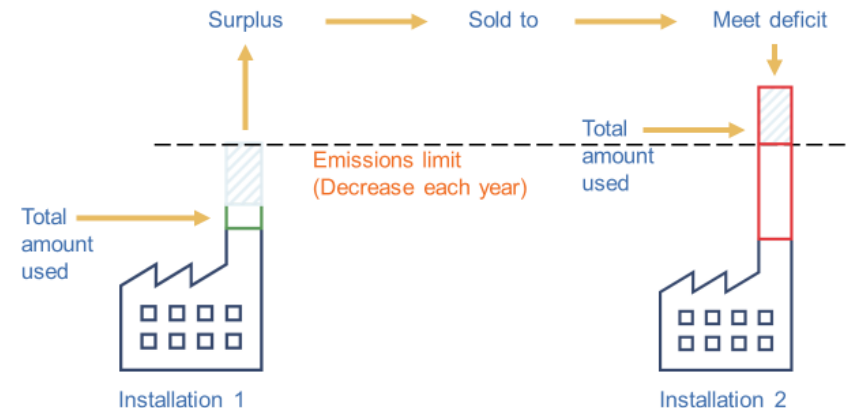 Surplus
Sold to
Meet deficit
Total
amount
used
Emissions limit
(Decrease each year)
Total
amount
used
Installation 1
Installation 2